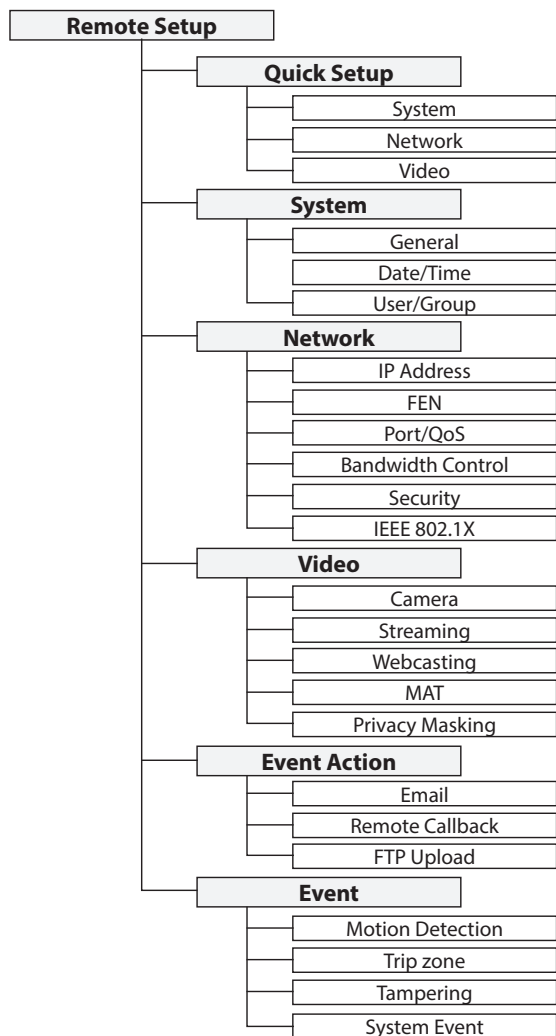 Remote Setup
Quick Setup
System
Network
Video
System
General
Date/Time
User/Group
Network
IP Address
FEN
Port/QoS
Bandwidth Control
Security
IEEE 802.1X
Video
Camera
Streaming
Webcasting
MAT
Privacy Masking
Event Action
Email
Remote Callback
FTP Upload
Event
Motion Detection
Trip zone
Tampering
System Event